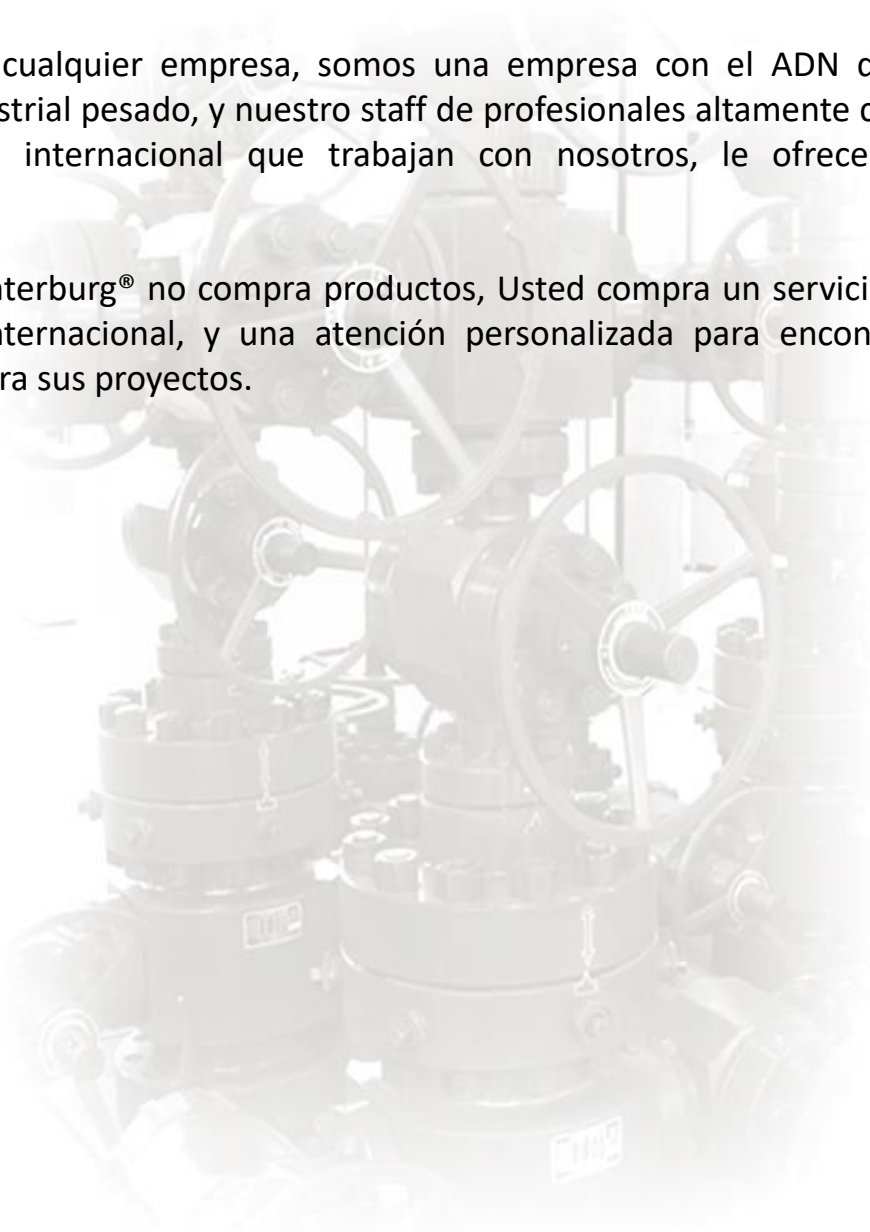 cualquier empresa, somos una empresa con el ADN
strial pesado, y nuestro staff de profesionales altamente
internacional que trabajan con nosotros, le ofrece
nterburg® no compra productos, Usted compra un servici
nternacional, y una atención personalizada para encon
ra sus proyectos.